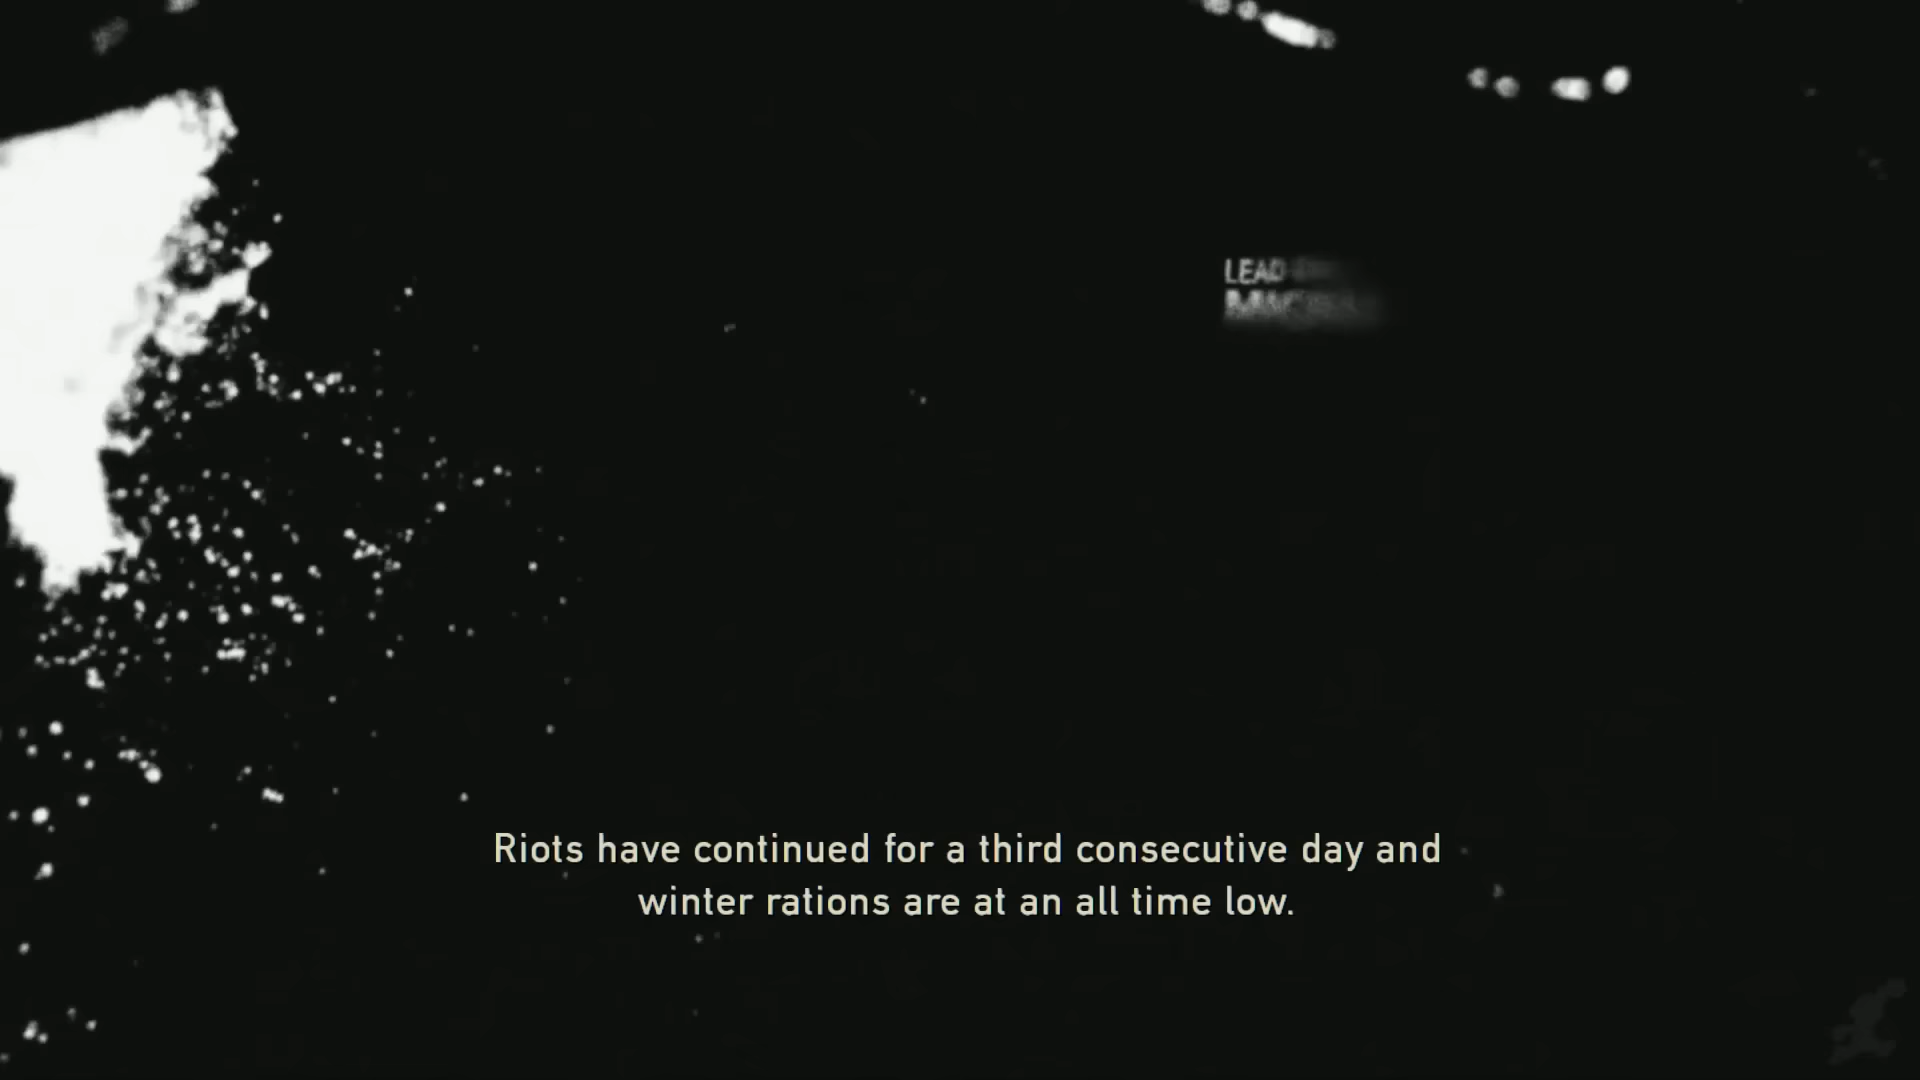 LEAD
Riots have continued for a third consecutive day and
winter rations are at an all time low.